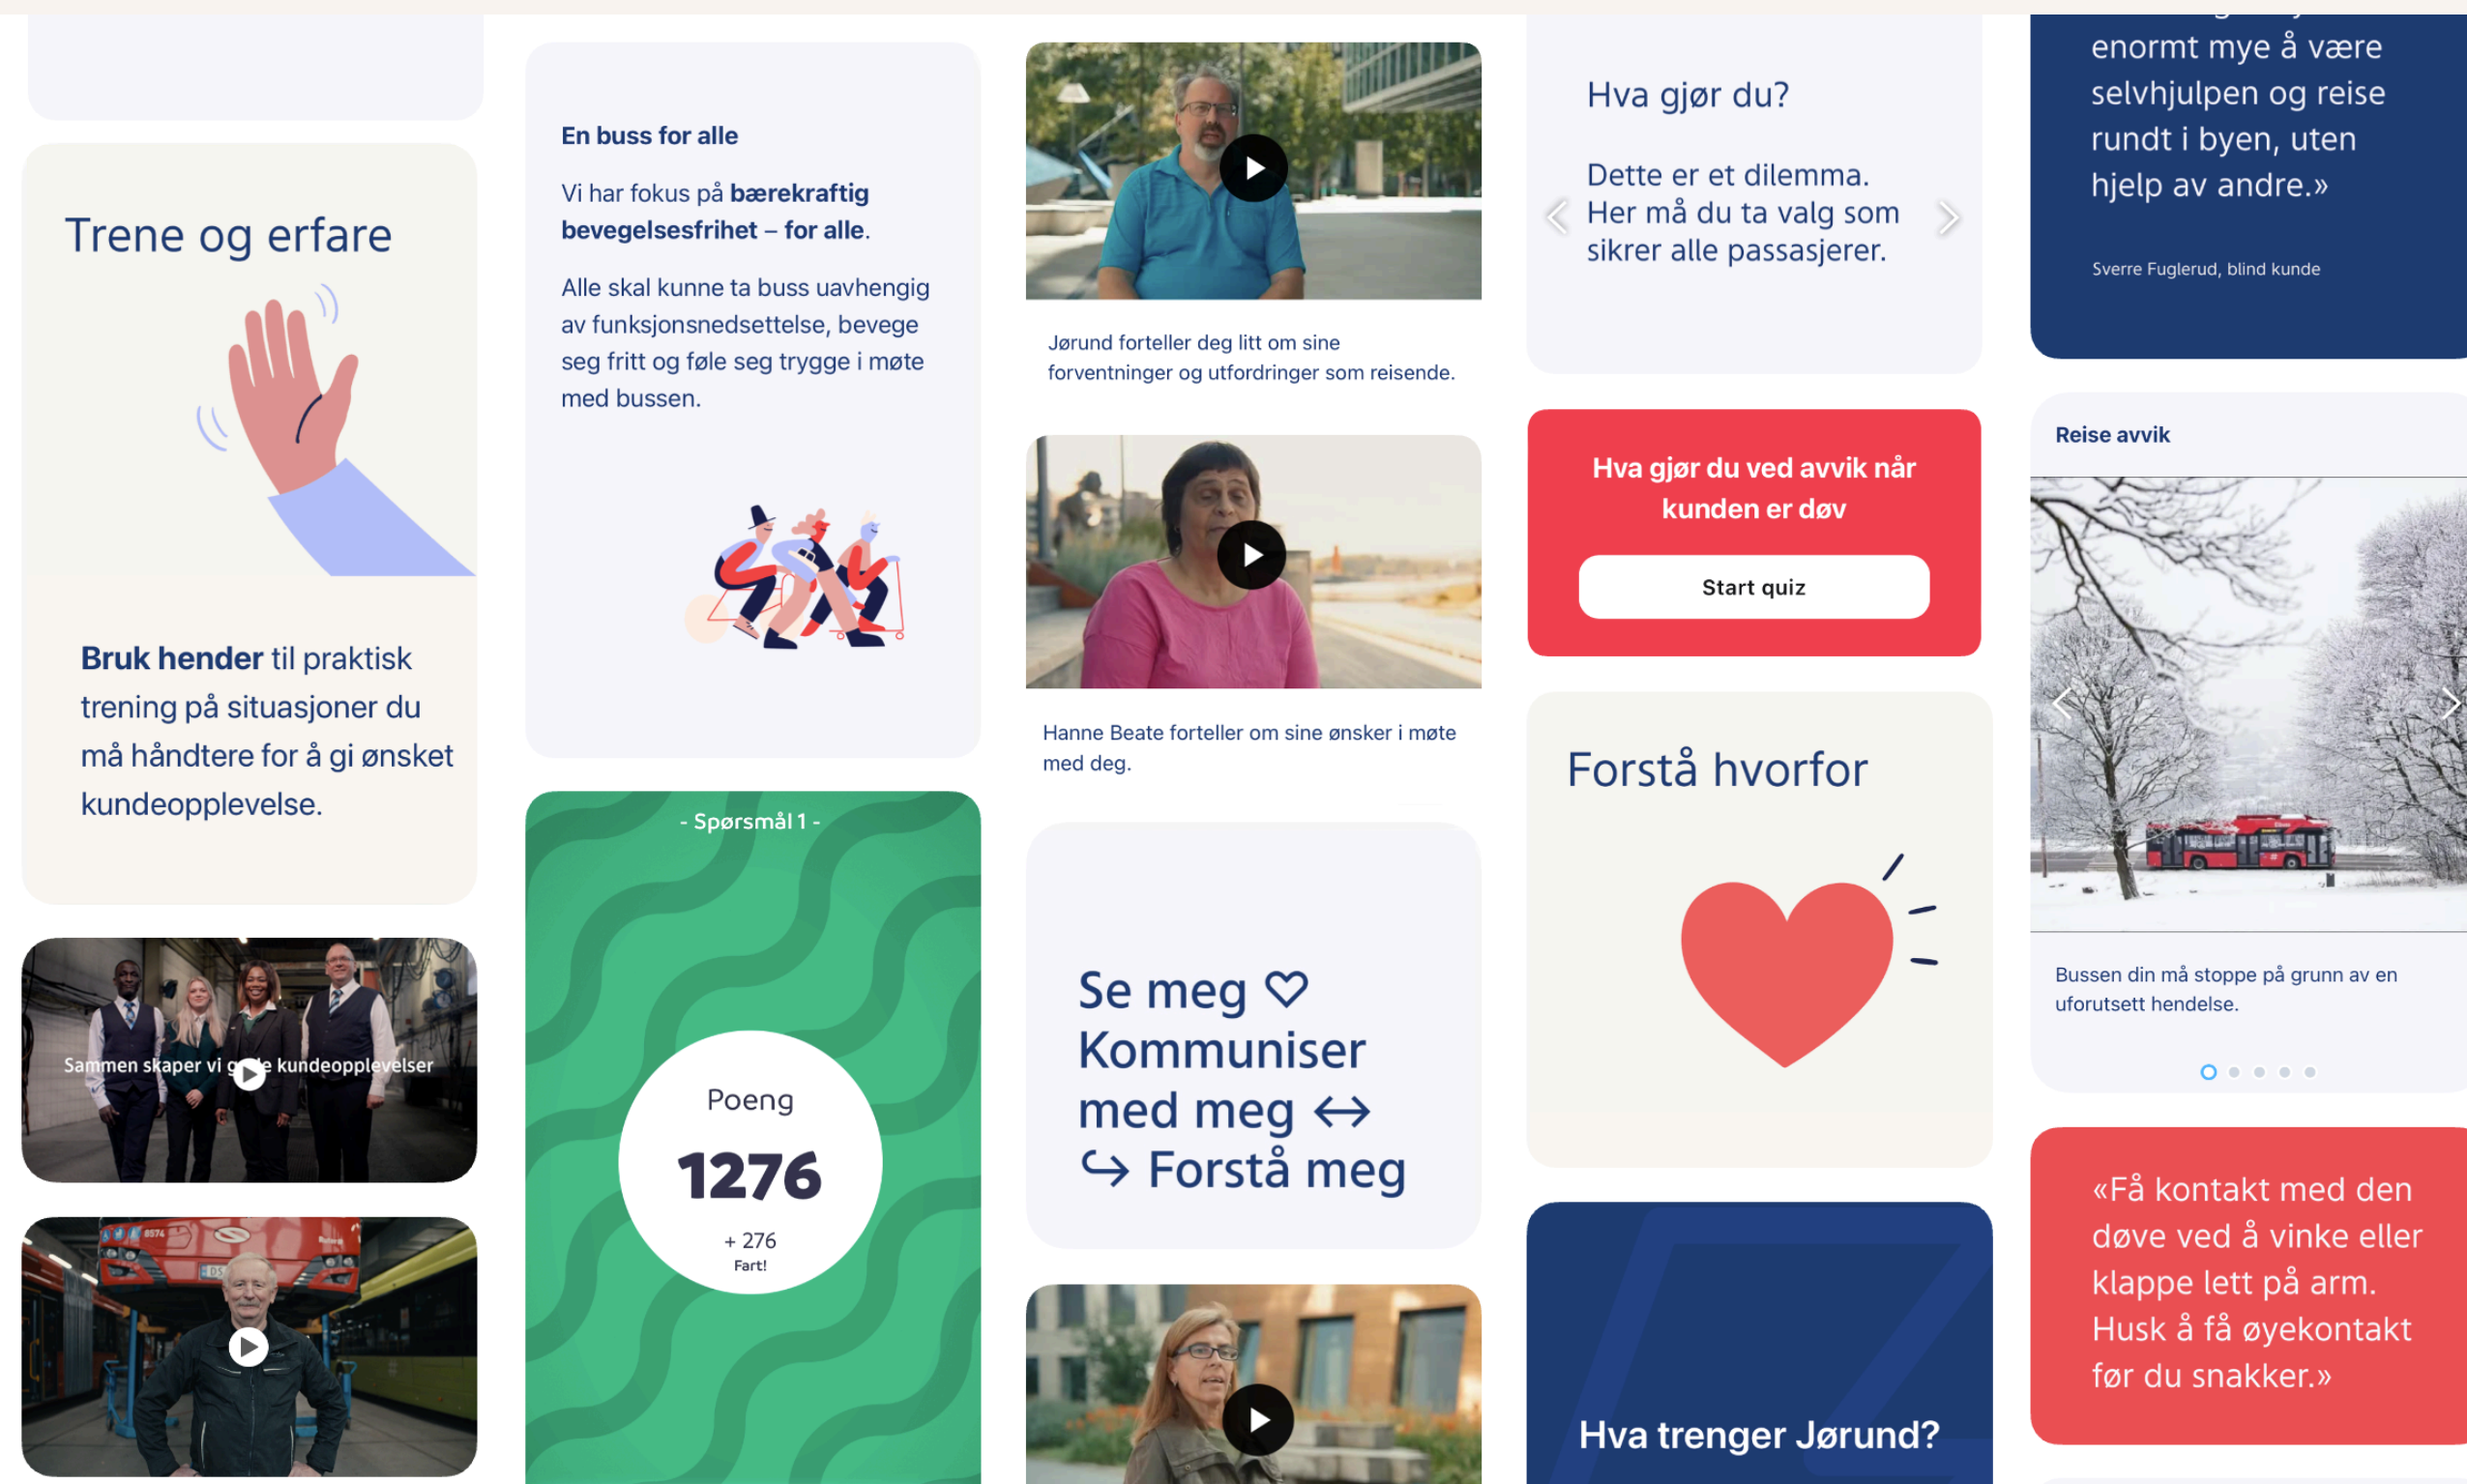 Trene og erfare
Bruk hender til praktisk
trening på situasjoner du
må håndtere for å gi ønsket
kundeopplevelse.
Sammen skaper vi g de kundeopplevelser
8574
En buss for alle
Vi har fokus på bærekraftig
bevegelsesfrihet – for alle.
Alle skal kunne ta buss uavhengig
av funksjonsnedsettelse, bevege
seg fritt og føle seg trygge i møte
med bussen.
- Spørsmål 1 -
Poeng
1276
+ 276
Fart!
Jørund forteller deg litt om sine
forventninger og utfordringer som reisende.
Hanne Beate forteller om sine ønsker i møte
med deg.
Se meg ♡
Kommuniser
med meg ↔
↪ Forstå meg
Hva gjør du?
Dette er et dilemma.
Her må du ta valg som
sikrer alle passasjerer.
Hva gjør du ved avvik når
kunden er døv
Start quiz
Forstå hvorfor
Hva trenger Jørund?
enormt mye å være
selvhjulpen og reise
rundt i byen, uten
hjelp av andre.»
Sverre Fuglerud, blind kunde
Reise avvik
Bussen din må stoppe på grunn av en
uforutsett hendelse.
«Få kontakt med den
døve ved å vinke eller
klappe lett på arm.
Husk å få øyekontakt
før du snakker.»